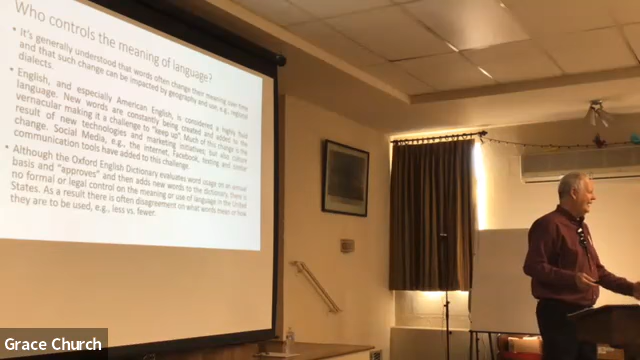 Who controls the meaning of language?
• It's generally understood that words often change their meaning over time
and that such change can be impacted by geography and use, e.g., regional
dialects.
• English, and especially American English, is considered a highly fluid
language. New words are constantly being created and added to the
vernacular making it a challenge to "keep up". Much of this change is the
result of new technologies and marketing initiatives, but also culture
change. Social Media, e.g., the internet, Facebook, texting and similar
communication tools have added to this challenge.
• Although the Oxford English Dictionary evaluates word usage on an annual
basis and "approves" and then adds new words to the dictionary, there is
no formal or legal control on the meaning or use of language in the United
States. As a result there is often disagreement on what words mean or how
they are to be used, e.g., less vs. fewer.
Grace Church